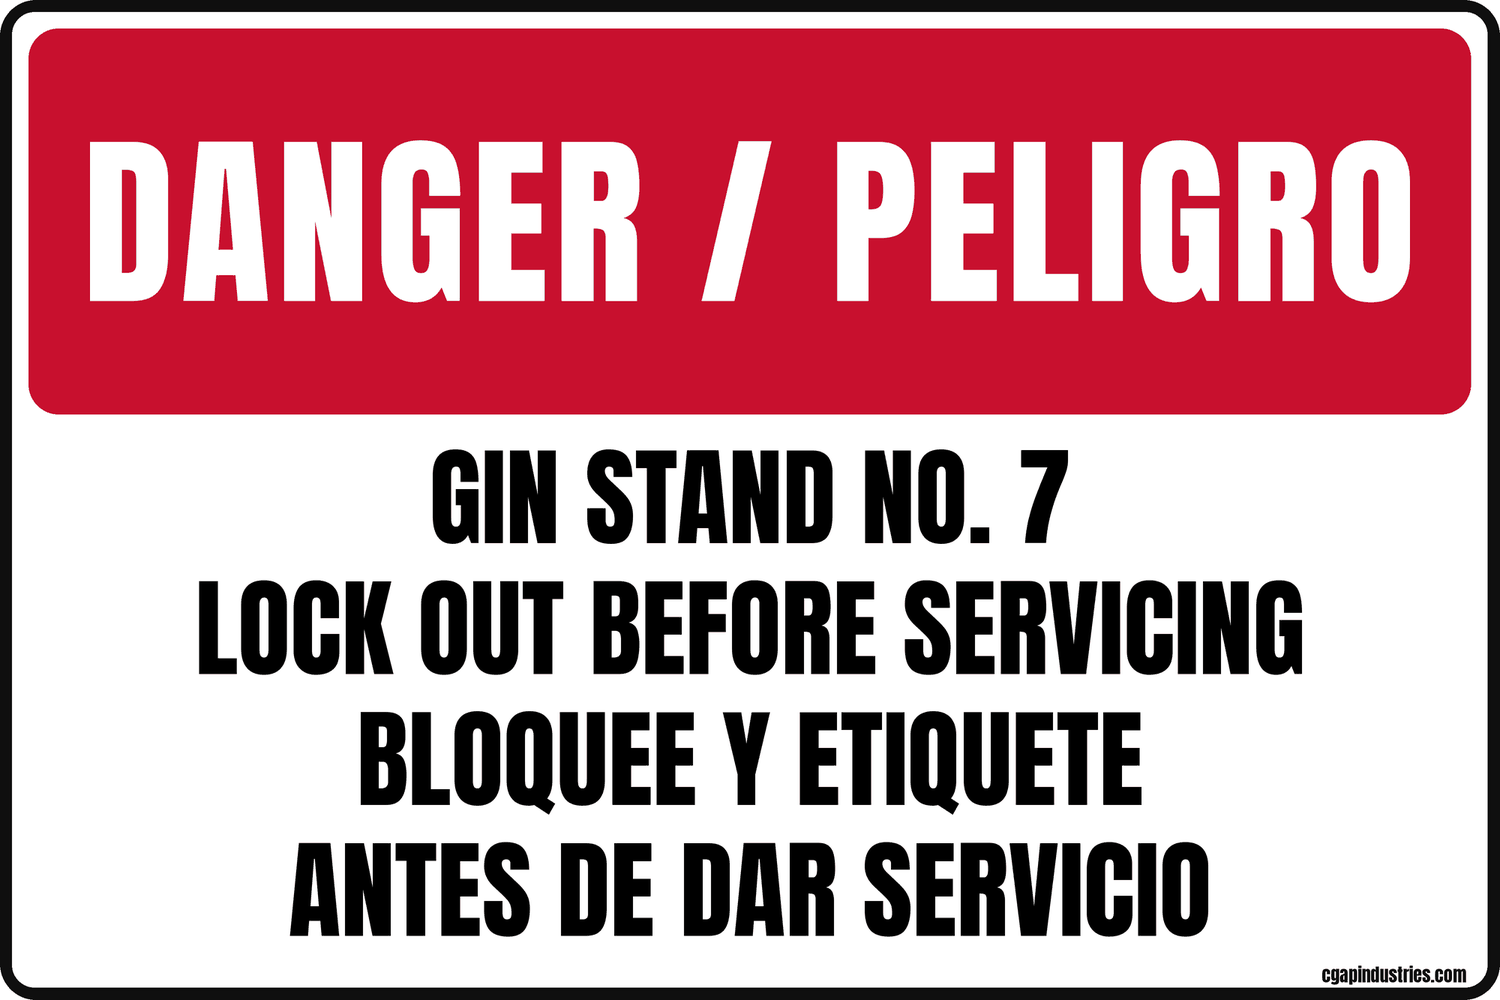 DANGER / PELIGRO
GIN STAND NO. 7
LOCK OUT BEFORE SERVICING
BLOQUEE Y ETIQUETE
ANTES DE DAR SERVICIO
cgapindustries.com